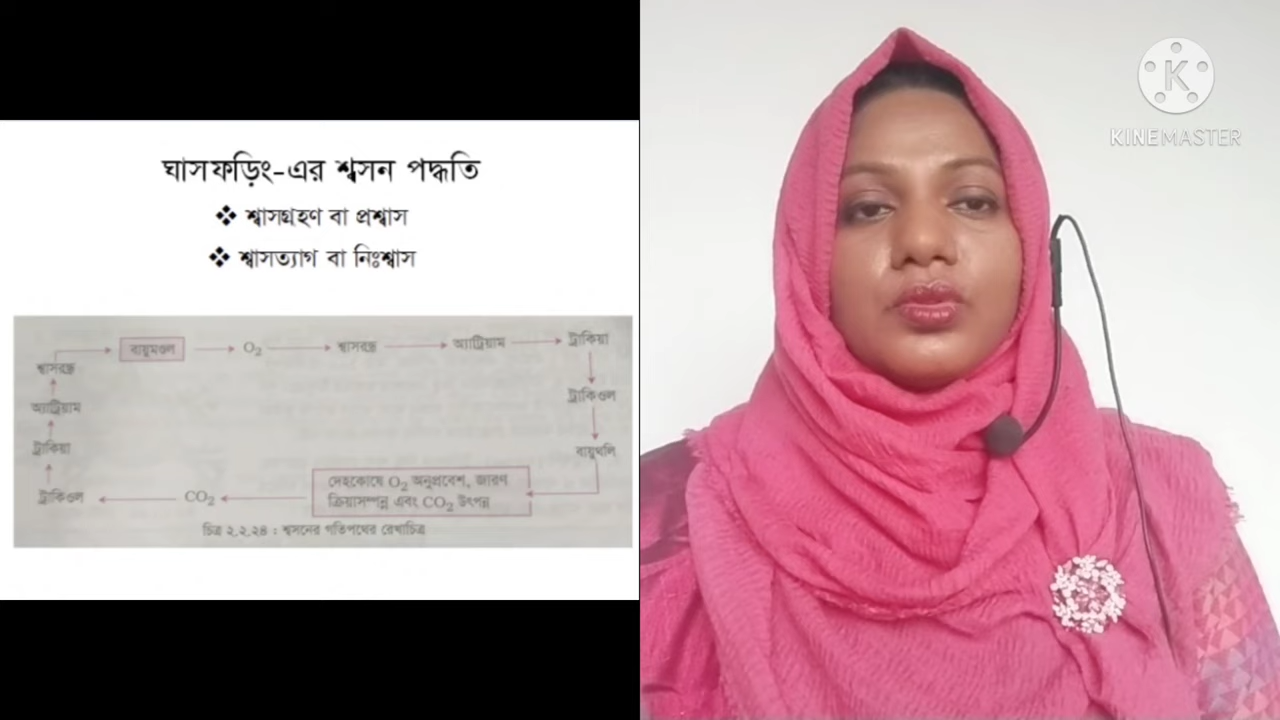 ঘাসফড়িং-এর শ্বসন পদ্ধতি
❖ শ্বাসগ্রহণ বা প্রশ্বাস
❖ শ্বাসত্যাগ বা নিঃশ্বাস
বায়ুমণ্ডল O₂ শ্বাসরন্ধ্র অ্যাট্রিয়াম ট্রাকিয়া
শ্বাসরন্ধ্র
ট্রাকিওল
অ্যাট্রিয়াম
ট্রাকিয়া
বায়ুথলি
দেহকোষে O₂ অনুপ্রবেশ, জারণ
ক্রিয়াসম্পন্ন এবং CO₂ উৎপন্ন
CO₂
ট্রাকিওল
চিত্র ২.২.২৪ : শ্বসনের গতিপথের রেখাচিত্র
K
KINEMASTER